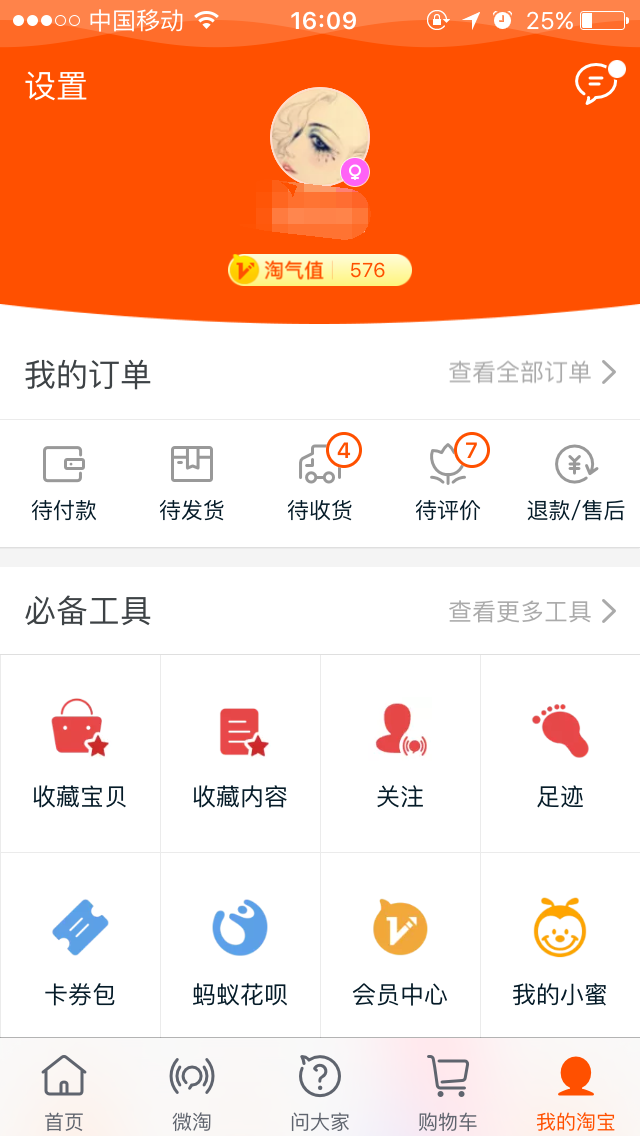 中国移动 16:09 25%
设置
淘气值 576
我的订单 查看全部订单
4 7
待付款 待发货 待收货 待评价 退款/售后
必备工具 查看更多工具
收藏宝贝 收藏内容 关注 足迹
卡券包 蚂蚁花呗 会员中心 我的小蜜
首页 微淘 问大家 购物车 我的淘宝